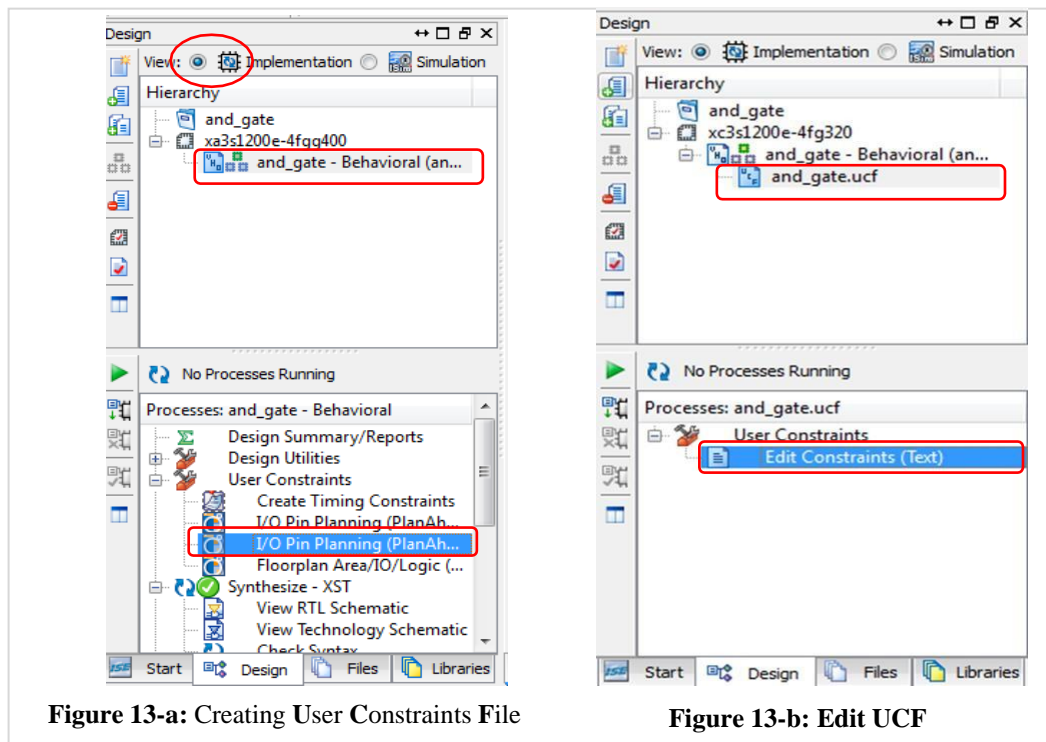 Design
View: Implementation Simulation
Hierarchy
and_gate
xa3s1200e-4fgg400
and_gate - Behavioral (an...
No Processes Running
Processes: and_gate - Behavioral
Design Summary/Reports
Design Utilities
User Constraints
Create Timing Constraints
I/O Pin Planning (PlanAh...
I/O Pin Planning (PlanAh...
Floorplan Area/IO/Logic (...
Synthesize - XST
View RTL Schematic
View Technology Schematic
Check Syntax
ISE Start Design Files Libraries
Figure 13-a: Creating User Constraints File
Design
View: Implementation Simulation
Hierarchy
and_gate
xc3s1200e-4fg320
and_gate - Behavioral (an...
and_gate.ucf
No Processes Running
Processes: and_gate.ucf
User Constraints
Edit Constraints (Text)
ISE Start Design Files Libraries
Figure 13-b: Edit UCF